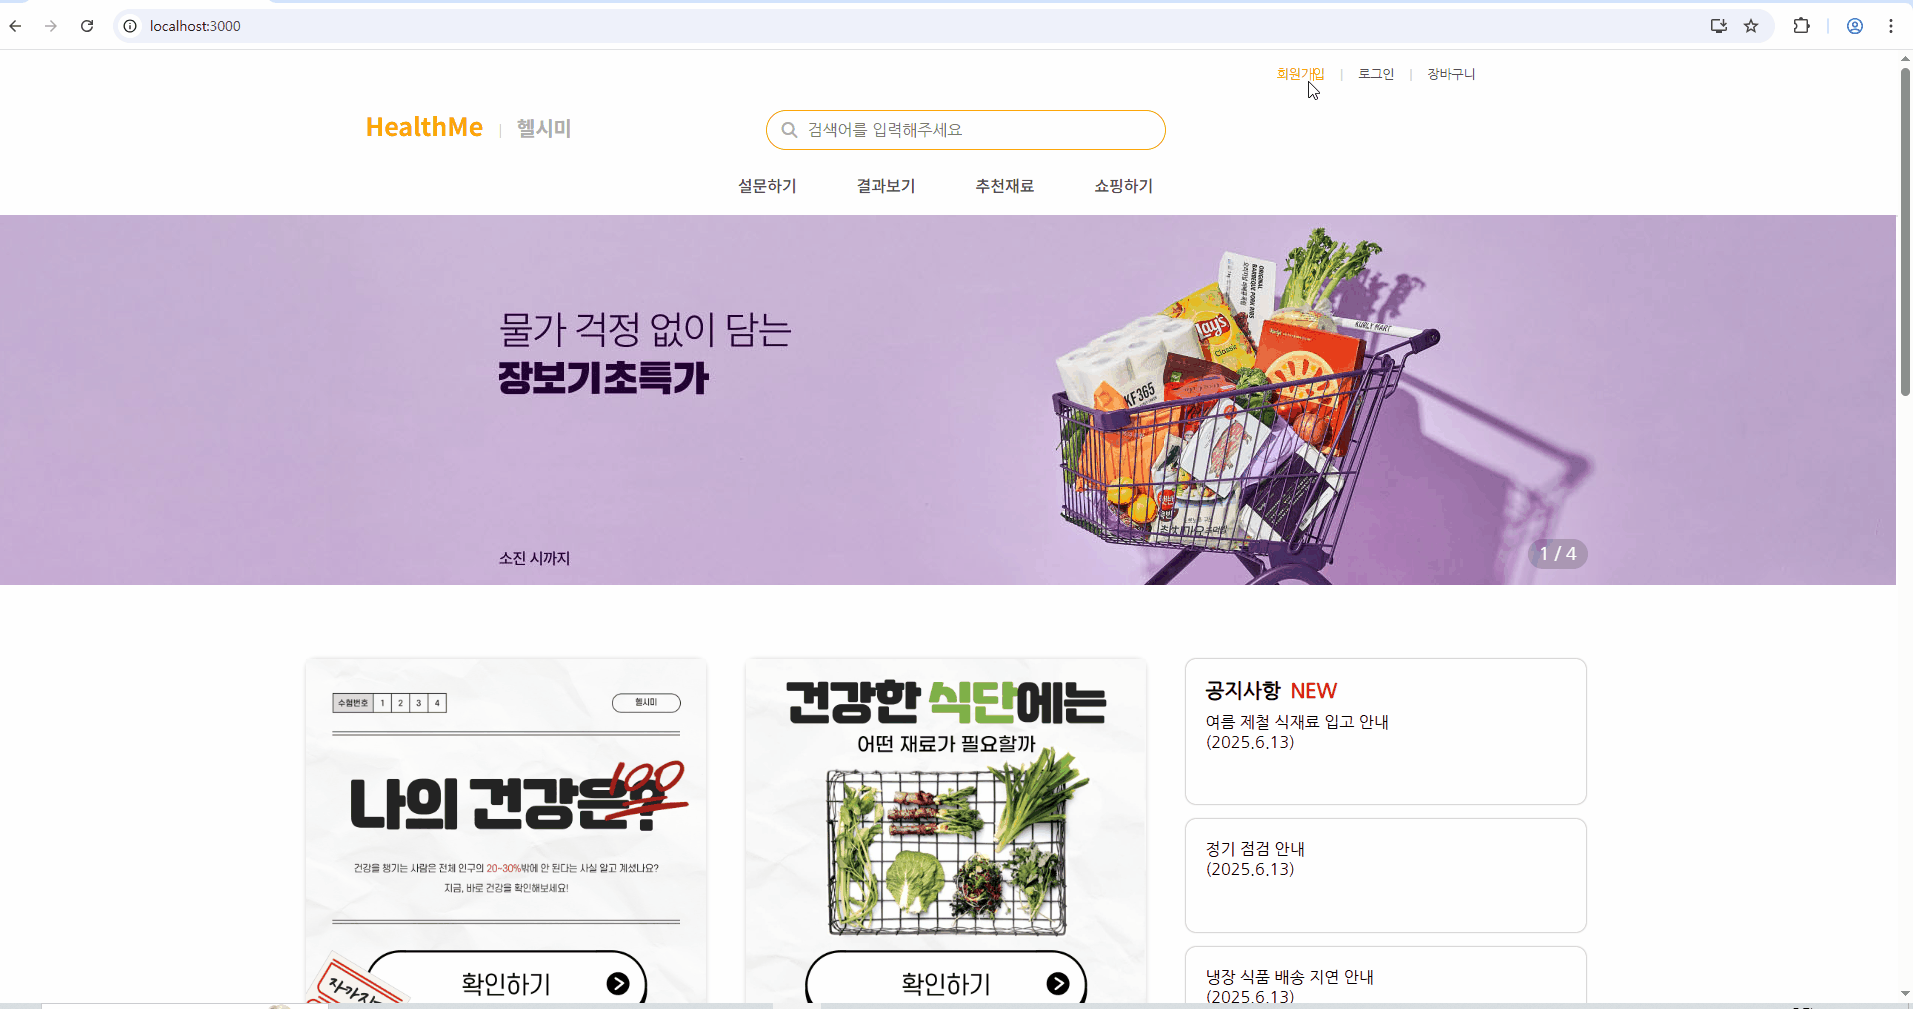 localhost:3000
회원가입 | 로그인 | 장바구니
HealthMe | 헬시미
검색어를 입력해주세요
설문하기 결과보기 추천재료 쇼핑하기
물가 걱정 없이 담는
장보기초특가
소진 시까지
ORIGINAL BARBECUE PORK RIBS
Lay's
Classic
KURLY MART
KF365
1 / 4
수험번호 1 2 3 4
헬시미
나의 건강은?
100
건강을 챙기는 사람은 전체 인구의 20~30%밖에 안 된다는 사실 알고 계셨나요?
지금, 바로 건강을 확인해보세요!
확인하기
건강한 식단에는
어떤 재료가 필요할까
확인하기
공지사항 NEW
여름 제철 식재료 입고 안내
(2025.6.13)
정기 점검 안내
(2025.6.13)
냉장 식품 배송 지연 안내
(2025.6.13)